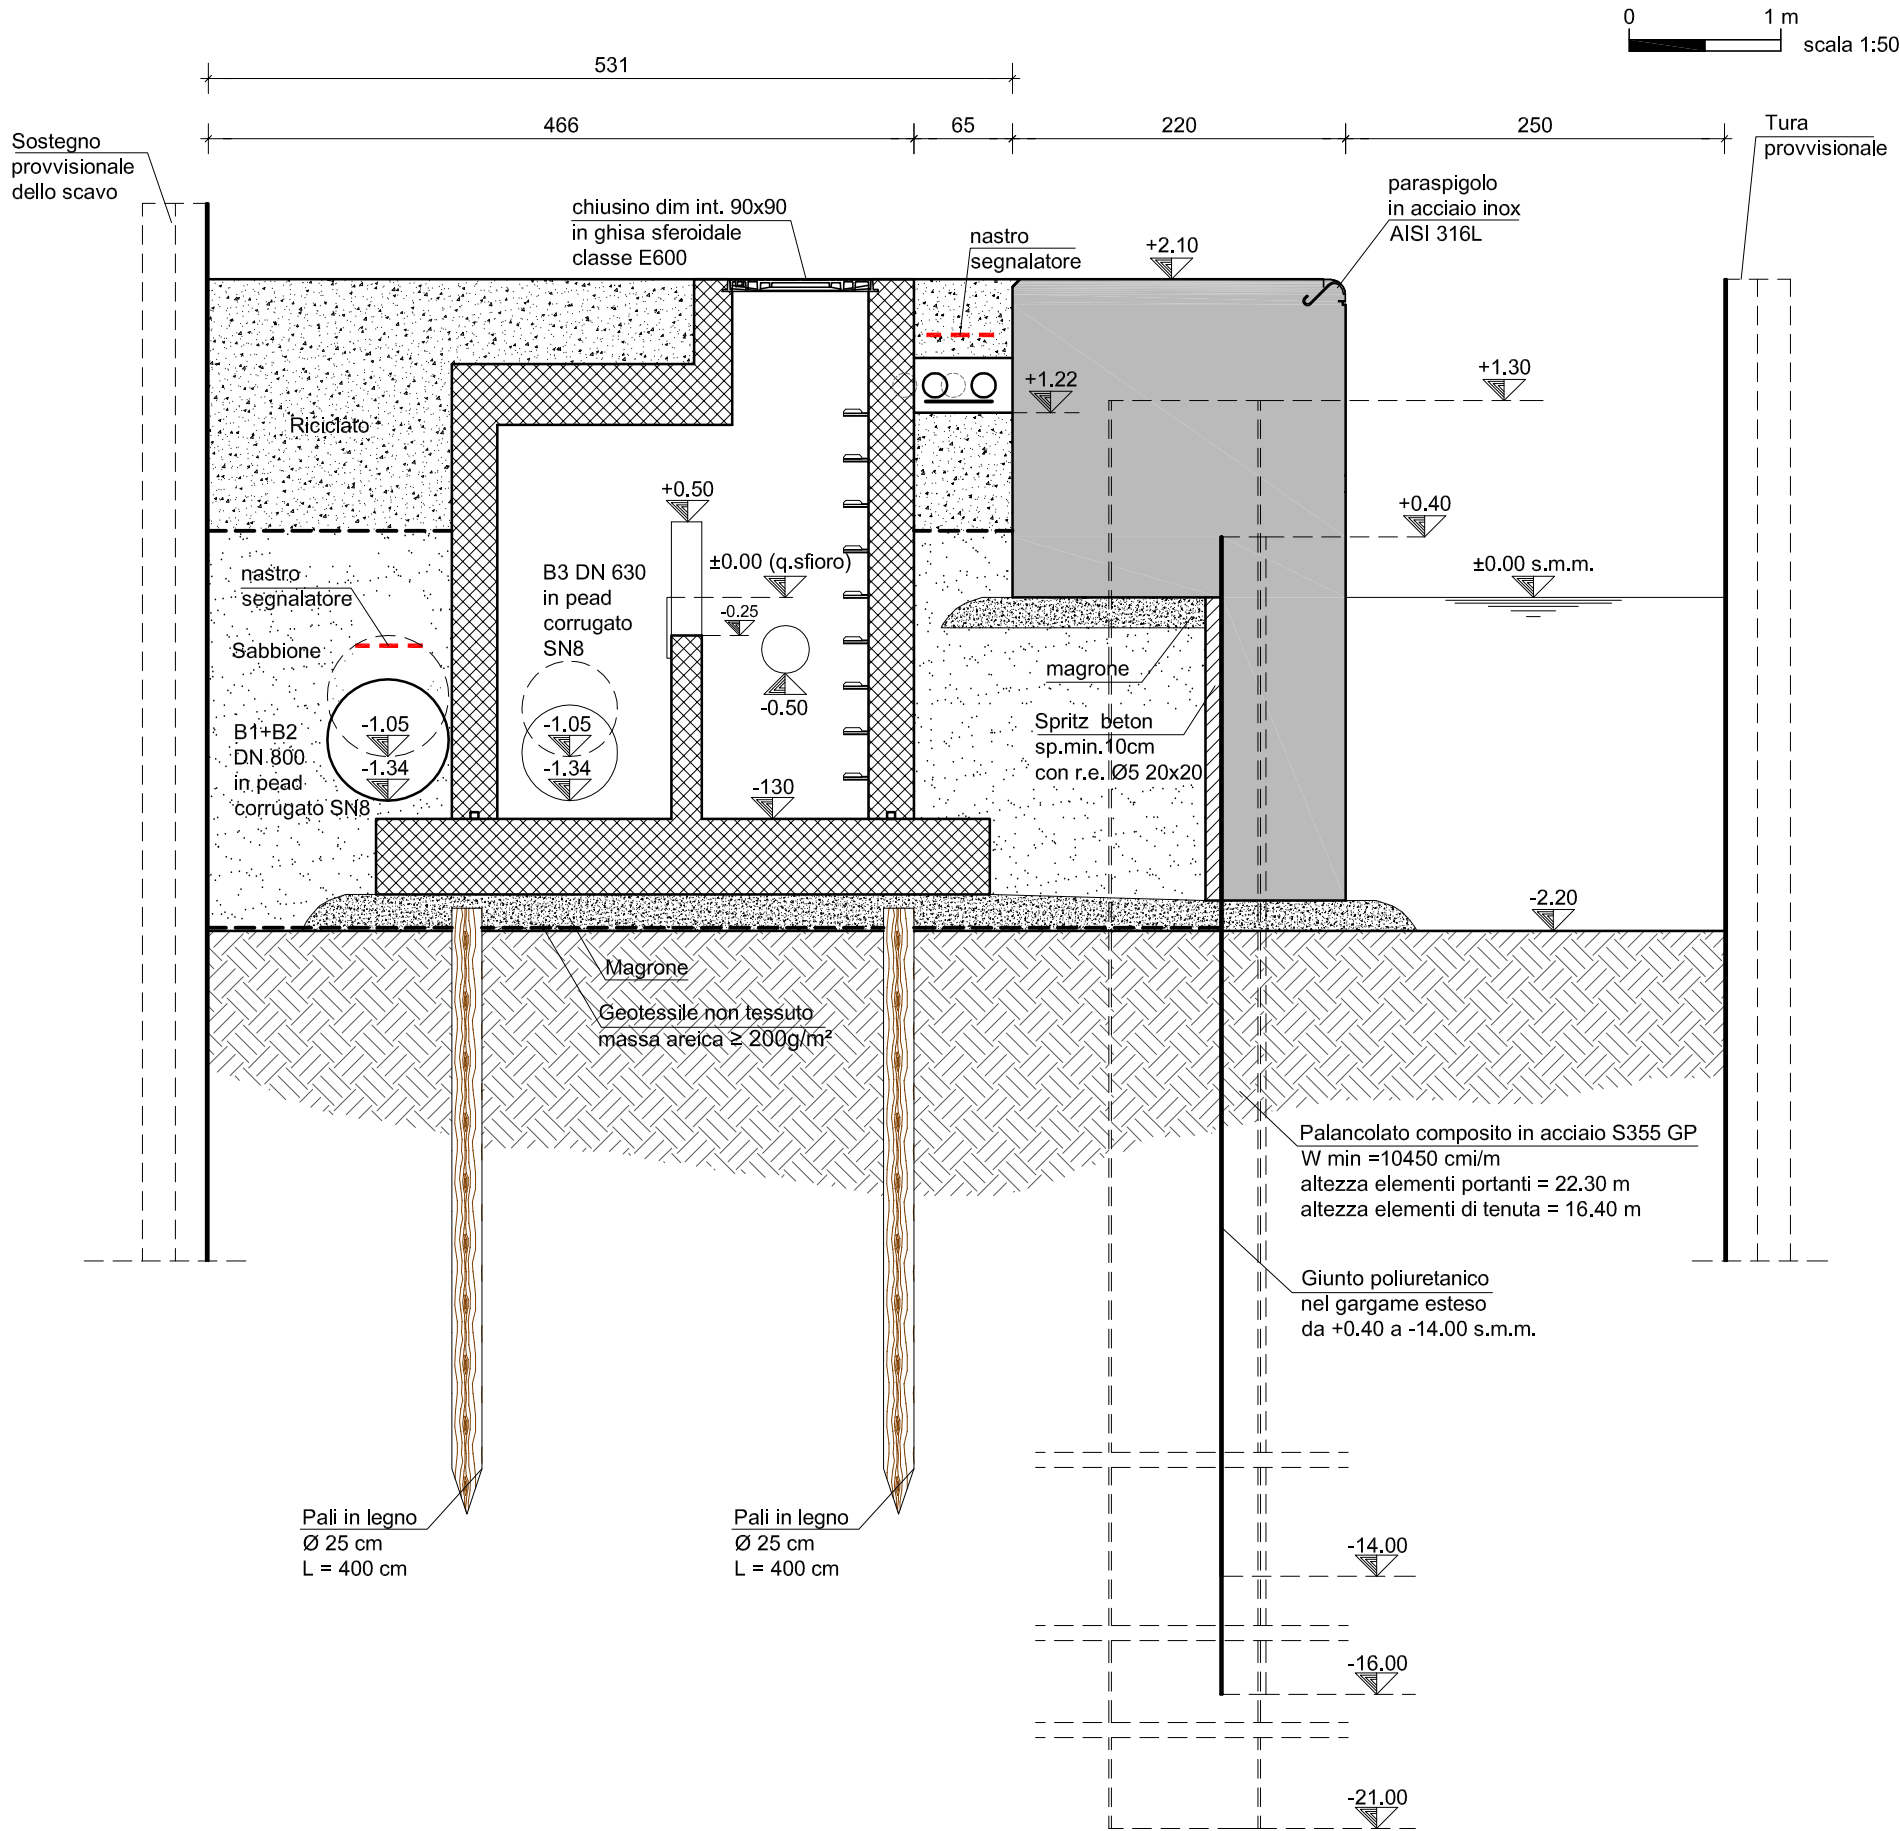 0 1 m
scala 1:50
531
466 65 220 250
Sostegno
provvisionale
dello scavo
Tura
provvisionale
chiusino dim int. 90x90
in ghisa sferoidale
classe E600
nastro
segnalatore
+2.10
paraspigolo
in acciaio inox
AISI 316L
+1.22
+1.30
Riciclato
+0.50
+0.40
±0.00 (q.sfioro)
-0.25
±0.00 s.m.m.
nastro
segnalatore
B3 DN 630
in pead
corrugato
SN8
Sabbione
-0.50
magrone
B1+B2
DN 800
in pead
corrugato SN8
-1.05
-1.34
-1.05
-1.34
-130
Spritz beton
sp.min.10cm
con r.e. Ø5 20x20
-2.20
Magrone
Geotessile non tessuto
massa areica ≥ 200g/m²
Palancolato composito in acciaio S355 GP
W min =10450 cmi/m
altezza elementi portanti = 22.30 m
altezza elementi di tenuta = 16.40 m
Giunto poliuretanico
nel gargame esteso
da +0.40 a -14.00 s.m.m.
Pali in legno
Ø 25 cm
L = 400 cm
Pali in legno
Ø 25 cm
L = 400 cm
-14.00
-16.00
-21.00